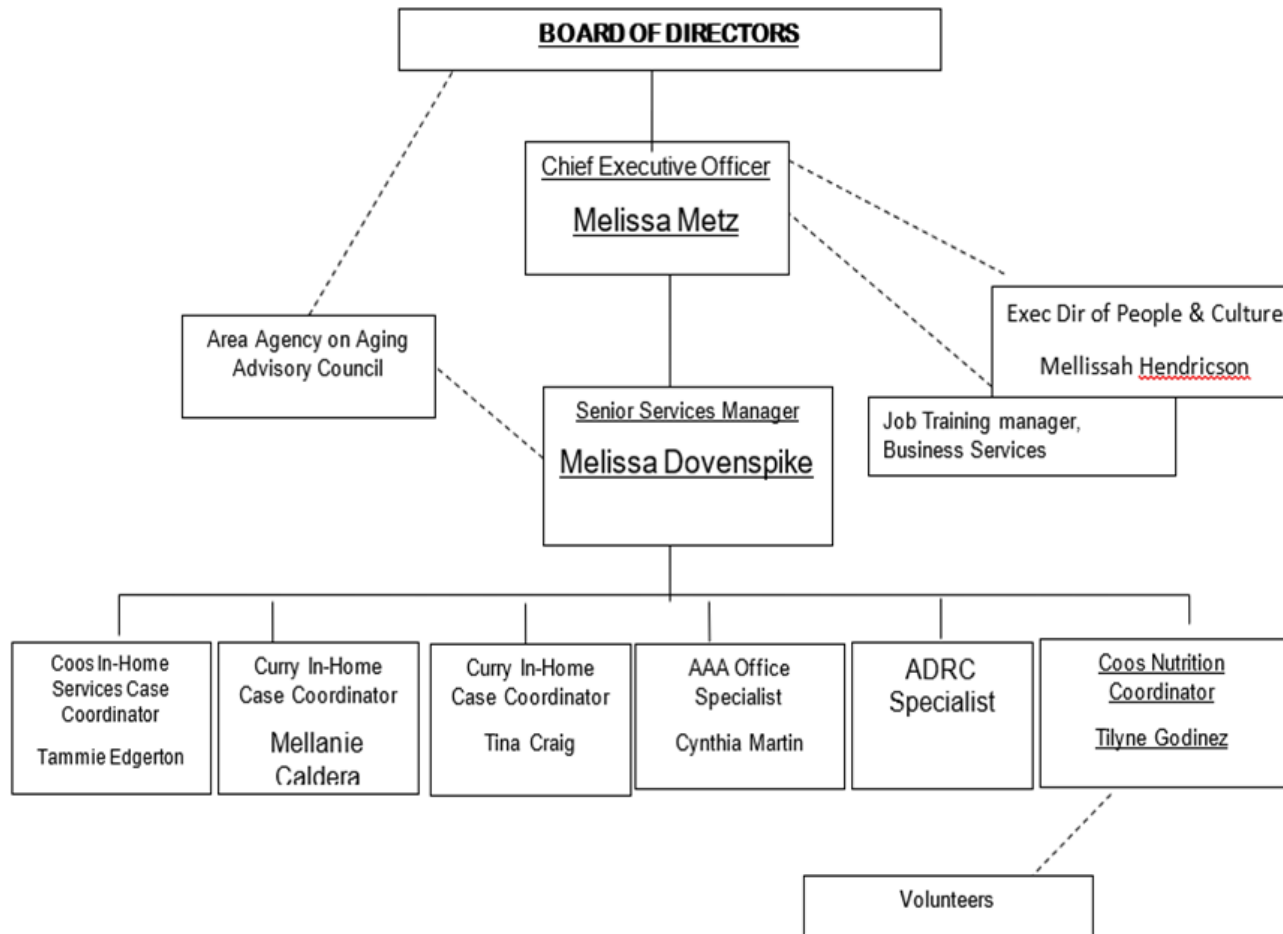 BOARD OF DIRECTORS
Chief Executive Officer
Melissa Metz
Exec Dir of People & Culture
Mellissah Hendricson
Area Agency on Aging
Advisory Council
Job Training manager,
Business Services
Senior Services Manager
Melissa Dovenspike
Coos In-Home
Services Case
Coordinator
Tammie Edgerton
Curry In-Home
Case Coordinator
Mellanie
Caldera
Curry In-Home
Case Coordinator
Tina Craig
AAA Office
Specialist
Cynthia Martin
ADRC
Specialist
Coos Nutrition
Coordinator
Tilyne Godinez
Volunteers